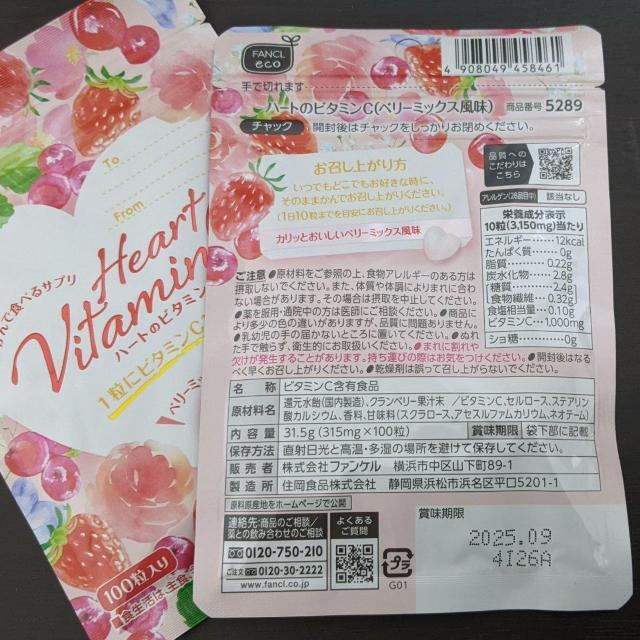 To
From
Heart
Vitamin
ハートのビタミン
1粒にビタミンC
100粒入り
FANCL
eco
4 908049 458461
手で切れます
ハートのビタミンC(ベリーミックス風味)
商品番号 5289
チャック 開封後はチャックをしっかりお閉めください。
お召し上がり方
いつでもどこでもお好きな時に、
そのままかんでお召し上がりください。
(1日10粒までを目安にお召し上がりください。)
カリッとおいしいベリーミックス風味
品質への
こだわりは
こちら
アレルゲン(28品目中) 該当なし
栄養成分表示
10粒(3,150mg)当たり
エネルギー 12kcal
たんぱく質 0g
脂質 0.22g
炭水化物 2.8g
糖質 2.4g
食物繊維 0.32g
食塩相当量 0.10g
ビタミンC 1,000mg
ショ糖 0g
ご注意 ●原材料をご参照の上、食物アレルギーのある方は
摂取しないでください。また、体質や体調によりまれに合わ
ない場合があります。その場合は摂取を中止してください。
●薬を服用・通院中の方は医師にご相談ください。 ●商品に
より多少の色の違いがありますが、品質に問題ありません。
●乳幼児の手の届かないところに置いてください。 ●ぬれ
た手で触らず、衛生的にお取扱いください。 ●まれに割れや
欠けが発生することがあります。持ち運びの際はお気をつけください。 ●開封後はなる
べく早くお召し上がりください。 ●乾燥剤は誤って召し上がらないでください。
名称 ビタミンC含有食品
原材料名 還元水飴(国内製造)、クランベリー果汁末 /ビタミンC、セルロース、ステアリン
酸カルシウム、香料、甘味料(スクラロース、アセスルファムカリウム、ネオテーム)
内容量 31.5g (315mg×100粒) 賞味期限 袋下部に記載
保存方法 直射日光と高温・多湿の場所を避けて保存してください。
販売者 株式会社ファンケル 横浜市中区山下町89-1
製造所 住岡食品株式会社 静岡県浜松市浜名区平口5201-1
原料原産地をホームページで公開
連絡先:商品のご相談/
薬との飲み合わせのご相談
0120-750-210
ご注文 0120-30-2222
www.fancl.co.jp
よくある
ご質問
プラ
G01
賞味期限
2025.09
4I26A